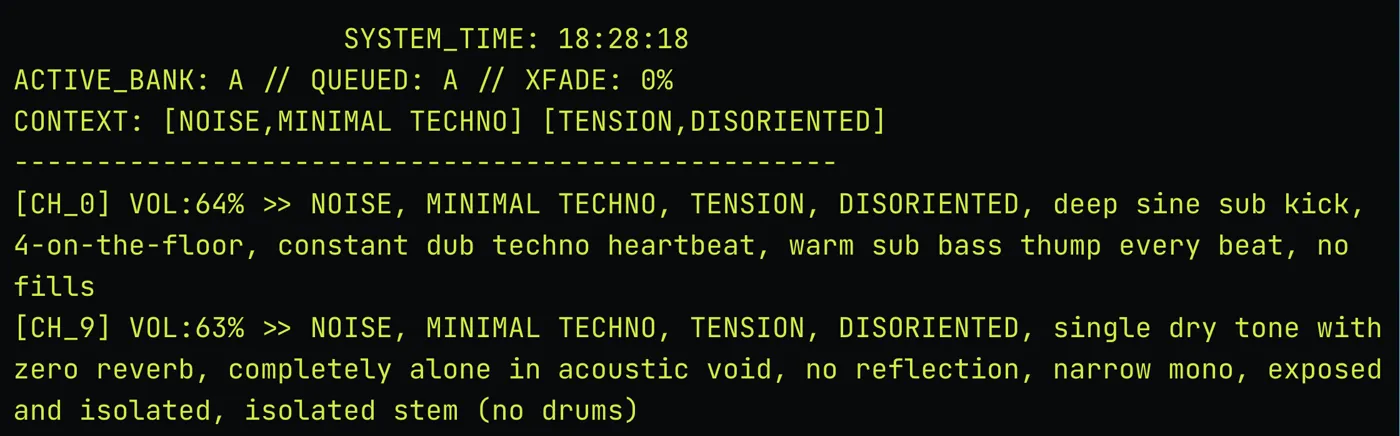 SYSTEM_TIME: 18:28:18
ACTIVE_BANK: A // QUEUED: A // XFADE: 0%
CONTEXT: [NOISE,MINIMAL TECHNO] [TENSION,DISORIENTED]
--------------------------------------------------
[CH_0] VOL:64% >> NOISE, MINIMAL TECHNO, TENSION, DISORIENTED, deep sine sub kick,
4-on-the-floor, constant dub techno heartbeat, warm sub bass thump every beat, no
fills
[CH_9] VOL:63% >> NOISE, MINIMAL TECHNO, TENSION, DISORIENTED, single dry tone with
zero reverb, completely alone in acoustic void, no reflection, narrow mono, exposed
and isolated, isolated stem (no drums)